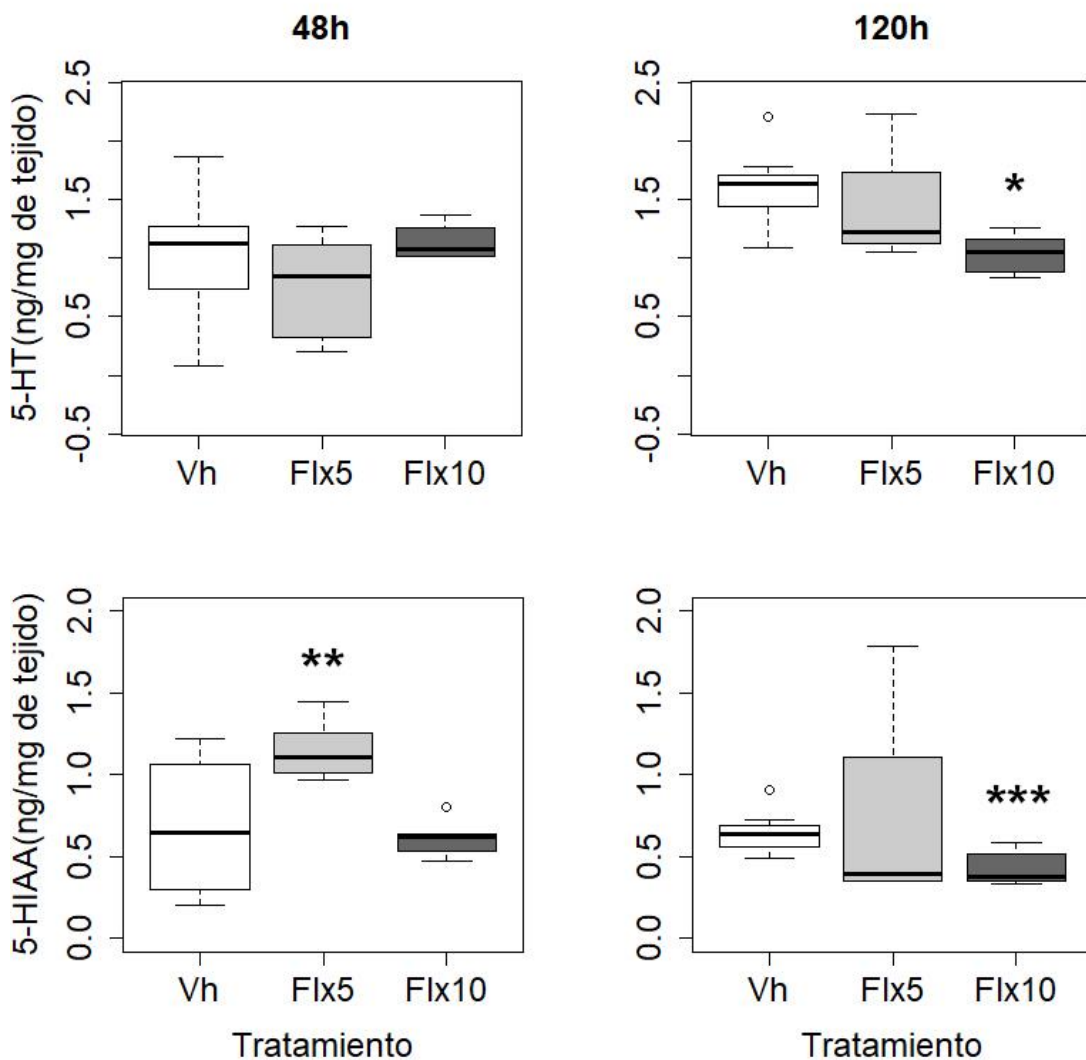 48h
120h
5-HT(ng/mg de tejido)
2.5
1.5
0.5
-0.5
Vh
Flx5
Flx10
2.5
1.5
0.5
-0.5
*
Vh
Flx5
Flx10
5-HIAA(ng/mg de tejido)
2.0
1.5
1.0
0.5
0.0
**
Vh
Flx5
Flx10
Tratamiento
2.0
1.5
1.0
0.5
0.0
***
Vh
Flx5
Flx10
Tratamiento